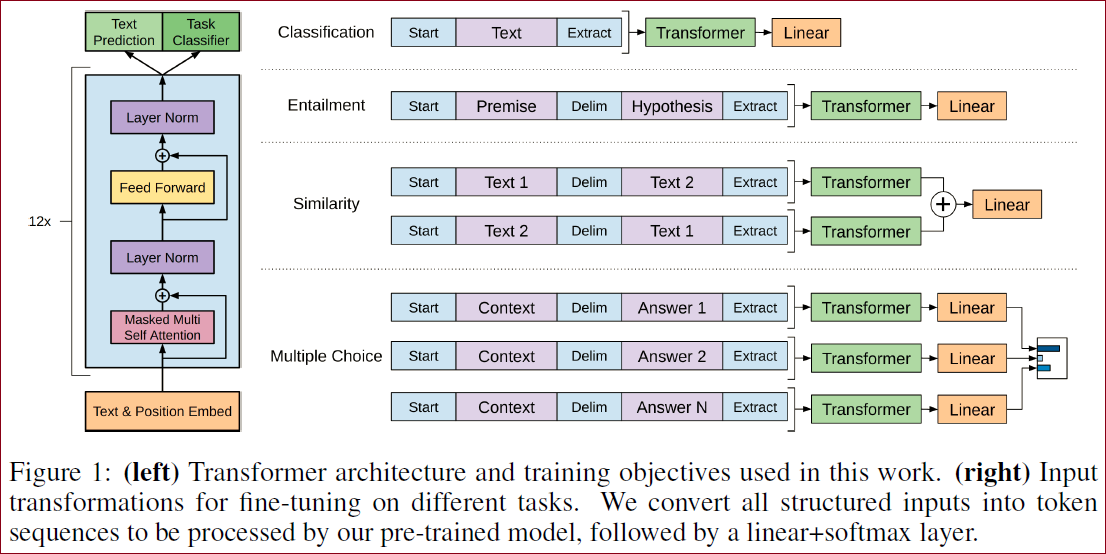 Text
Prediction
Task
Classifier
12x
Layer Norm
+
Feed Forward
Layer Norm
+
Masked Multi
Self Attention
Text & Position Embed
Classification
Start Text Extract Transformer Linear
Entailment
Start Premise Delim Hypothesis Extract Transformer Linear
Similarity
Start Text 1 Delim Text 2 Extract Transformer
+ Linear
Start Text 2 Delim Text 1 Extract Transformer
Multiple Choice
Start Context Delim Answer 1 Extract Transformer Linear
Start Context Delim Answer 2 Extract Transformer Linear
Start Context Delim Answer N Extract Transformer Linear
Figure 1: (left) Transformer architecture and training objectives used in this work. (right) Input
transformations for fine-tuning on different tasks. We convert all structured inputs into token
sequences to be processed by our pre-trained model, followed by a linear+softmax layer.